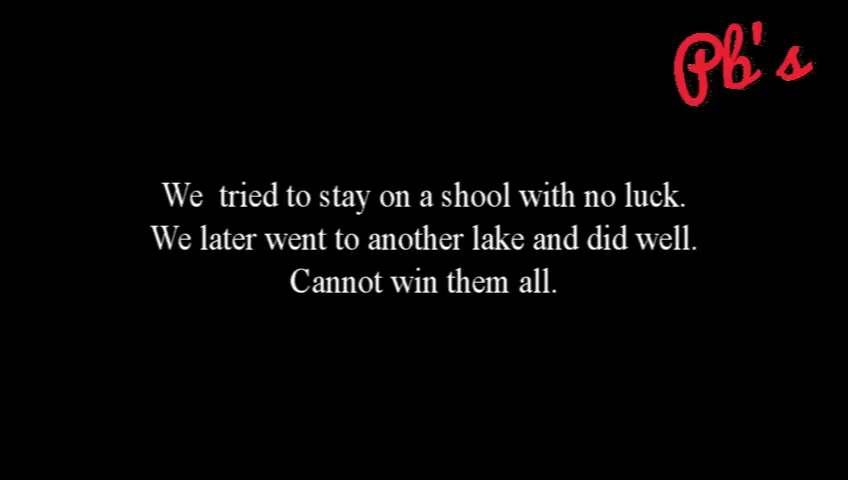 Pb's
We  tried to stay on a shool with no luck.
We later went to another lake and did well.
Cannot win them all.